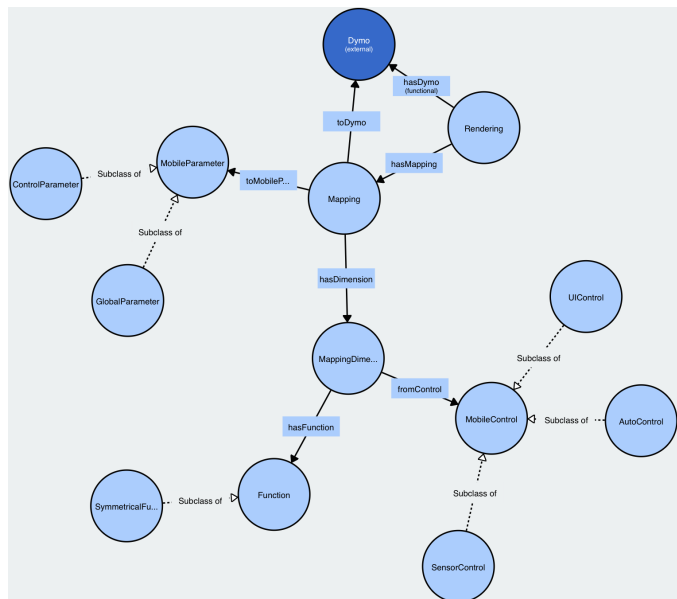 Dymo
(external)
hasDymo
(functional)
toDymo
Rendering
hasMapping
MobileParameter
Subclass of
ControlParameter
toMobileP...
Mapping
Subclass of
GlobalParameter
hasDimension
UIControl
MappingDime...
Subclass of
fromControl
MobileControl
Subclass of
AutoControl
hasFunction
Subclass of
Function
SymmetricalFu...
Subclass of
SensorControl